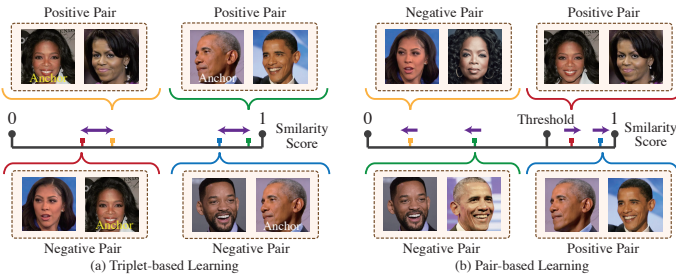 Positive Pair
Positive Pair
Negative Pair
Positive Pair
Anchor
Anchor
0
1
Smilarity
Score
0
Threshold
1
Smilarity
Score
Anchor
Anchor
Negative Pair
Negative Pair
Negative Pair
Positive Pair
(a) Triplet-based Learning
(b) Pair-based Learning